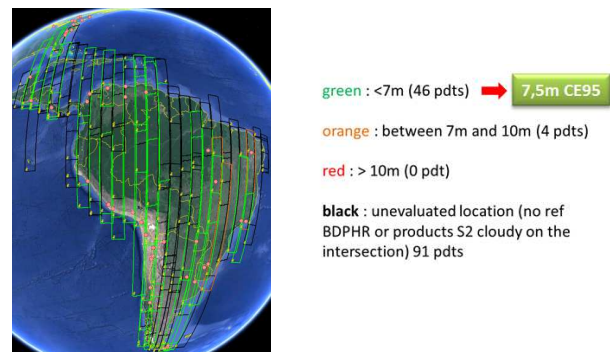 green : <7m (46 pdts)
7,5m CE95
orange : between 7m and 10m (4 pdts)
red : > 10m (0 pdt)
black : unevaluated location (no ref
BDPHR or products S2 cloudy on the
intersection) 91 pdts